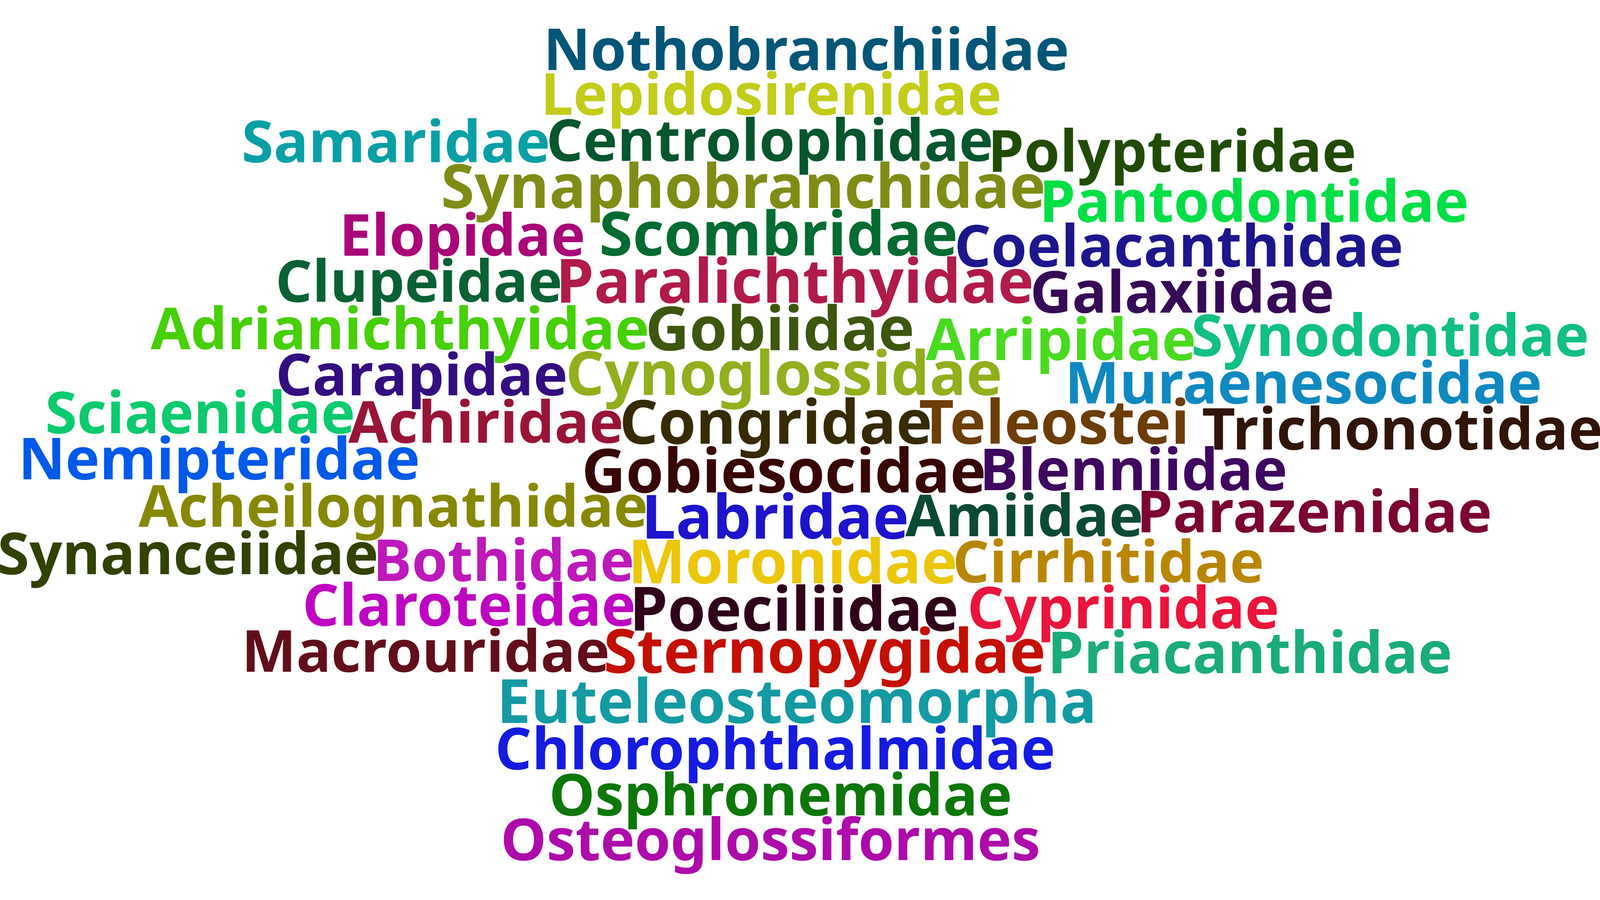 Nothobranchiidae
Lepidosirenidae
Samaridae Centrolophidae Polypteridae
Synaphobranchidae Pantodontidae
Elopidae Scombridae Coelacanthidae
Clupeidae Paralichthyidae Galaxiidae
Adrianichthyidae Gobiidae Arripidae Synodontidae
Carapidae Cynoglossidae Muraenesocidae
Sciaenidae Achiridae Congridae Teleostei Trichonotidae
Nemipteridae Gobiesocidae Blenniidae
Acheilognathidae Labridae Amiidae Parazenidae
Synanceiidae Bothidae Moronidae Cirrhitidae
Claroteidae Poeciliidae Cyprinidae
Macrouridae Sternopygidae Priacanthidae
Euteleosteomorpha
Chlorophthalmidae
Osphronemidae
Osteoglossiformes